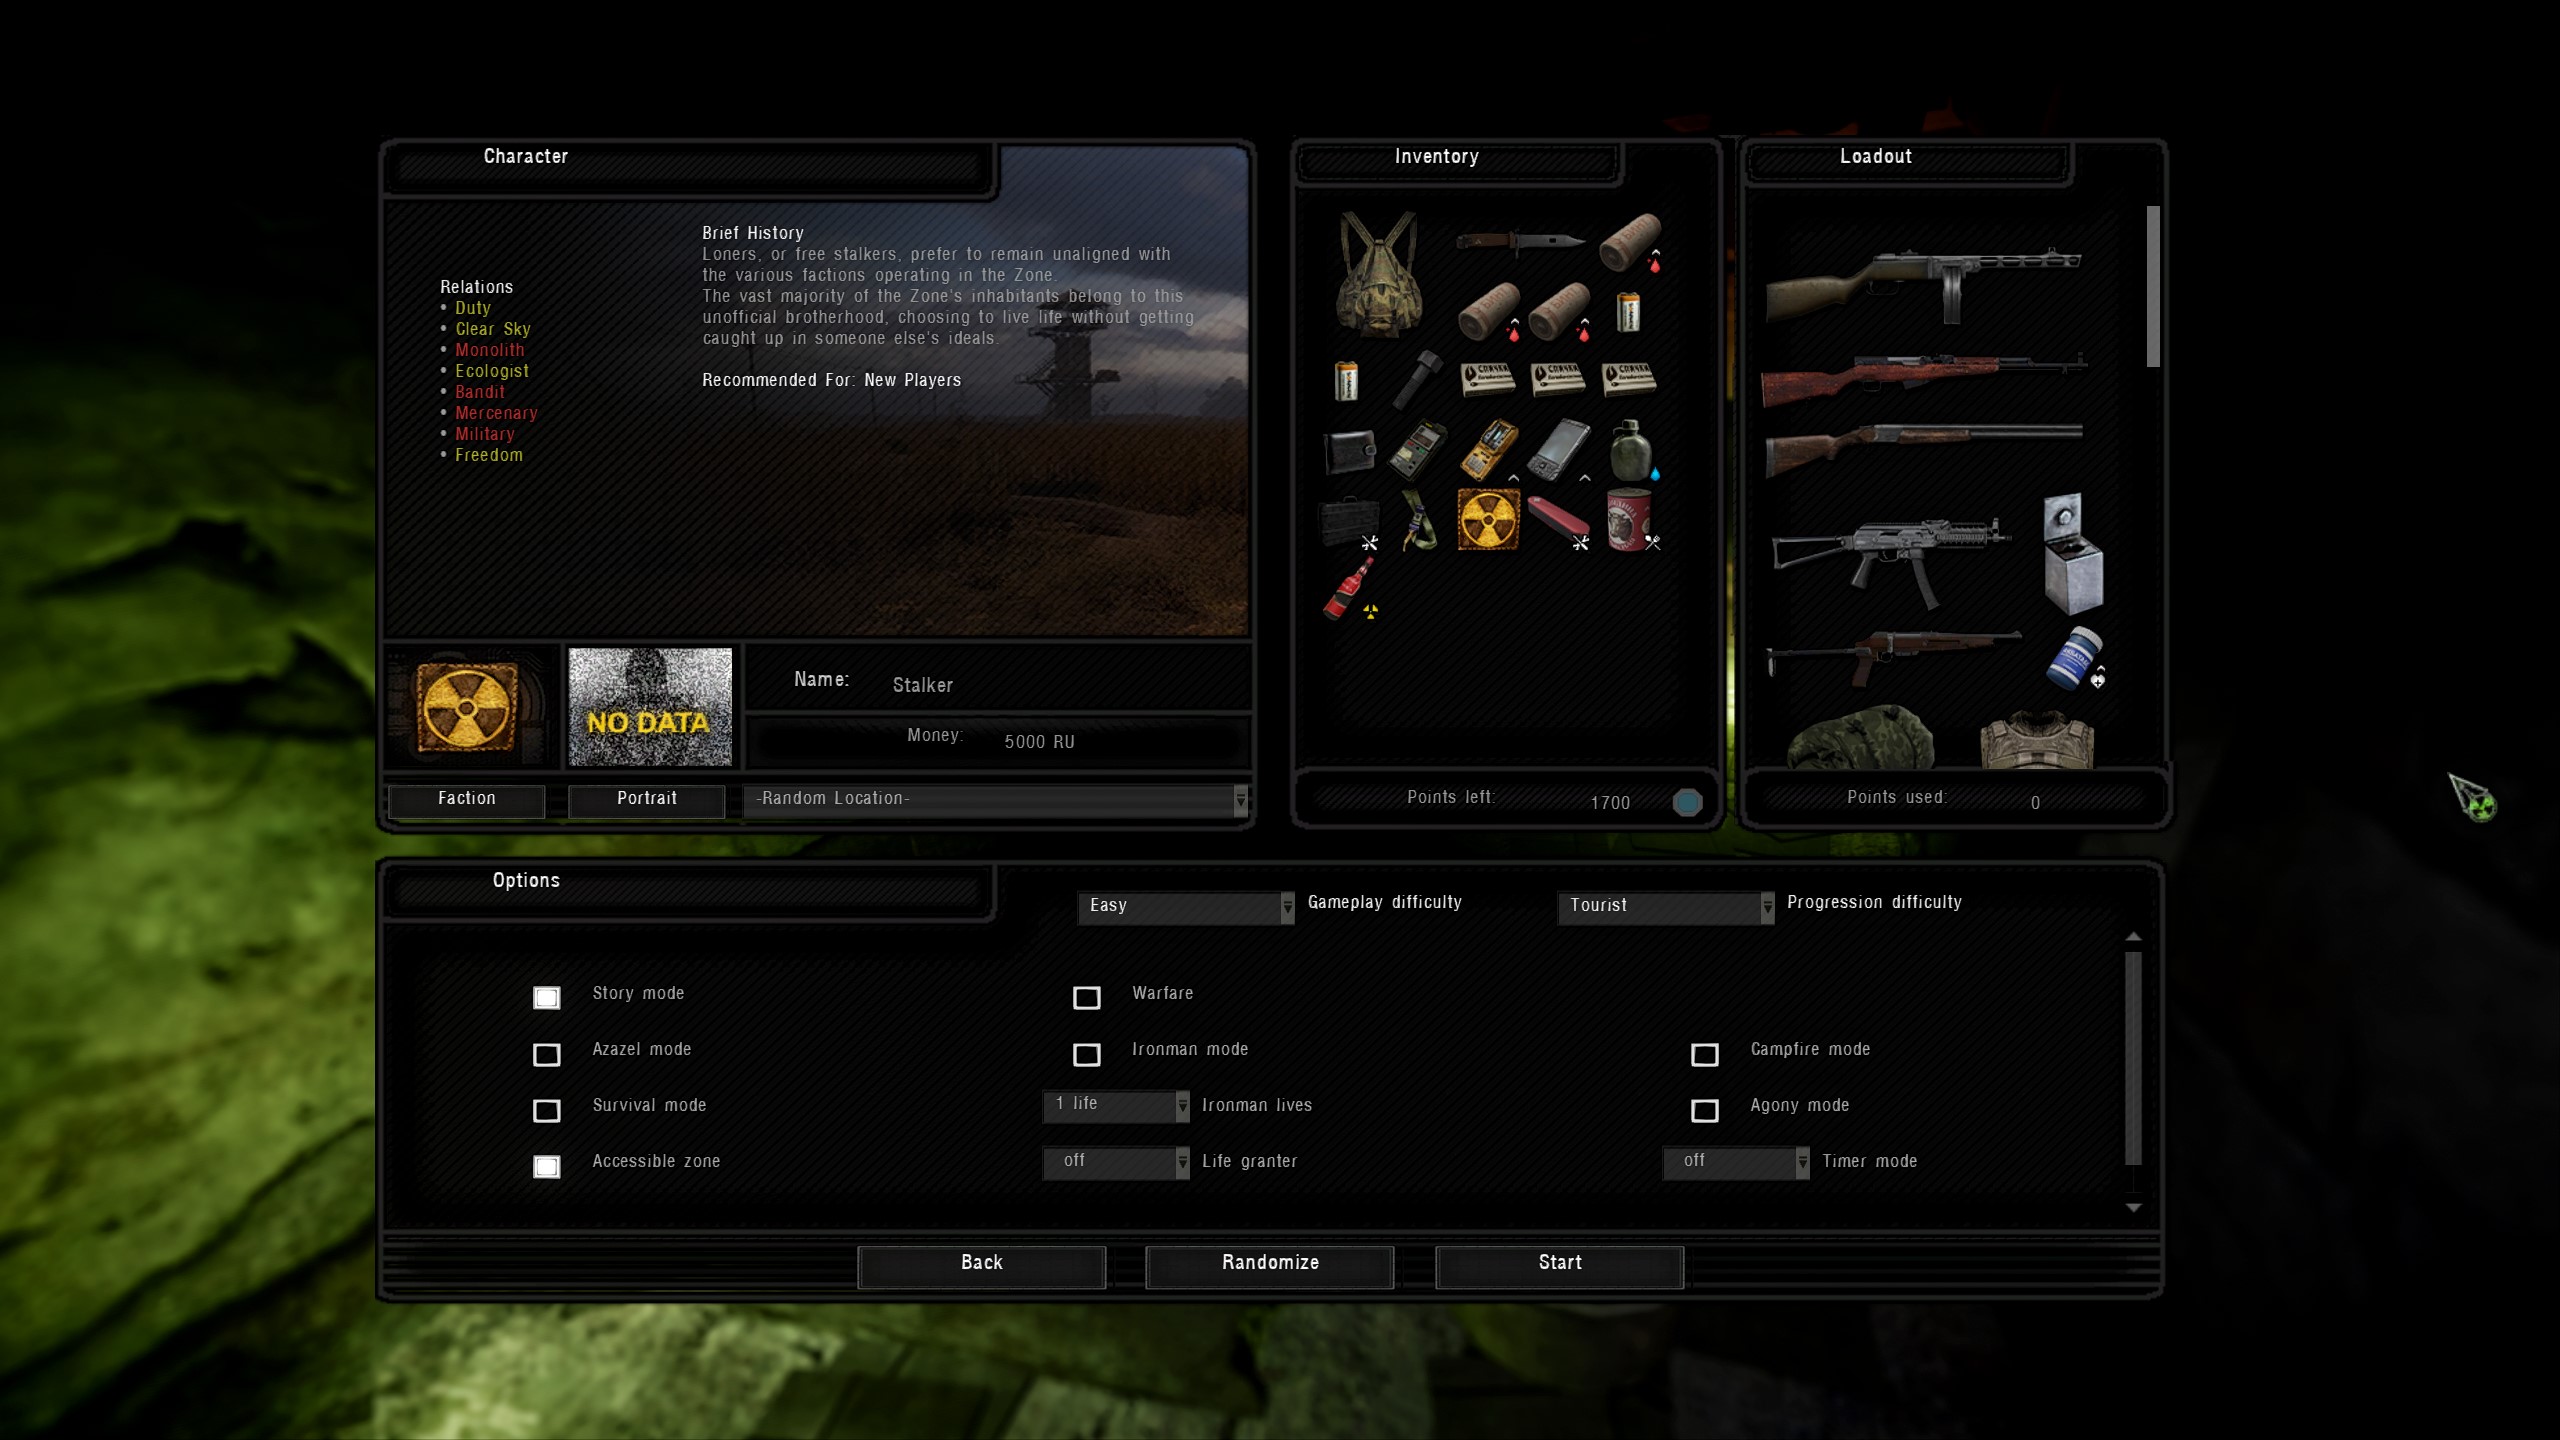 Character
Relations
• Duty
• Clear Sky
• Monolith
• Ecologist
• Bandit
• Mercenary
• Military
• Freedom
Brief History
Loners, or free stalkers, prefer to remain unaligned with
the various factions operating in the Zone.
The vast majority of the Zone's inhabitants belong to this
unofficial brotherhood, choosing to live life without getting
caught up in someone else's ideals.
Recommended For: New Players
NO DATA
Name: Stalker
Money: 5000 RU
Faction
Portrait
-Random Location-
Inventory
Points left: 1700
Loadout
Points used: 0
Options
Easy Gameplay difficulty
Tourist Progression difficulty
Story mode
Warfare
Azazel mode
Ironman mode
Campfire mode
Survival mode
1 life Ironman lives
Agony mode
Accessible zone
off Life granter
off Timer mode
Back
Randomize
Start